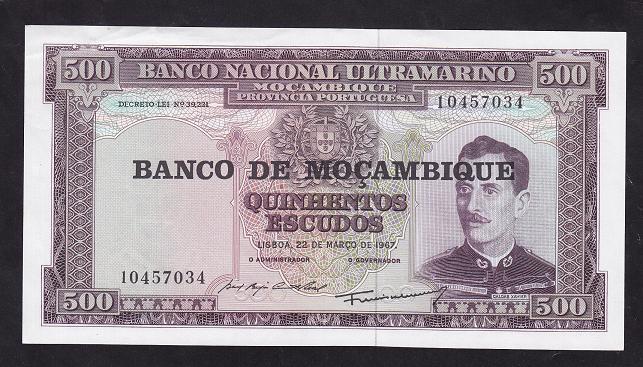 500 BANCO NACIONAL ULTRAMARINO 500
MOÇAMBIQUE
PROVINCIA PORTUGUESA
DECRETO-LEI Nº 39.221
10457034
BANCO DE MOÇAMBIQUE
QUINHENTOS
ESCUDOS
LISBOA, 22 DE MARÇO DE 1967
O ADMINISTRADOR O GOVERNADOR
10457034
CALDAS XAVIER
500 500